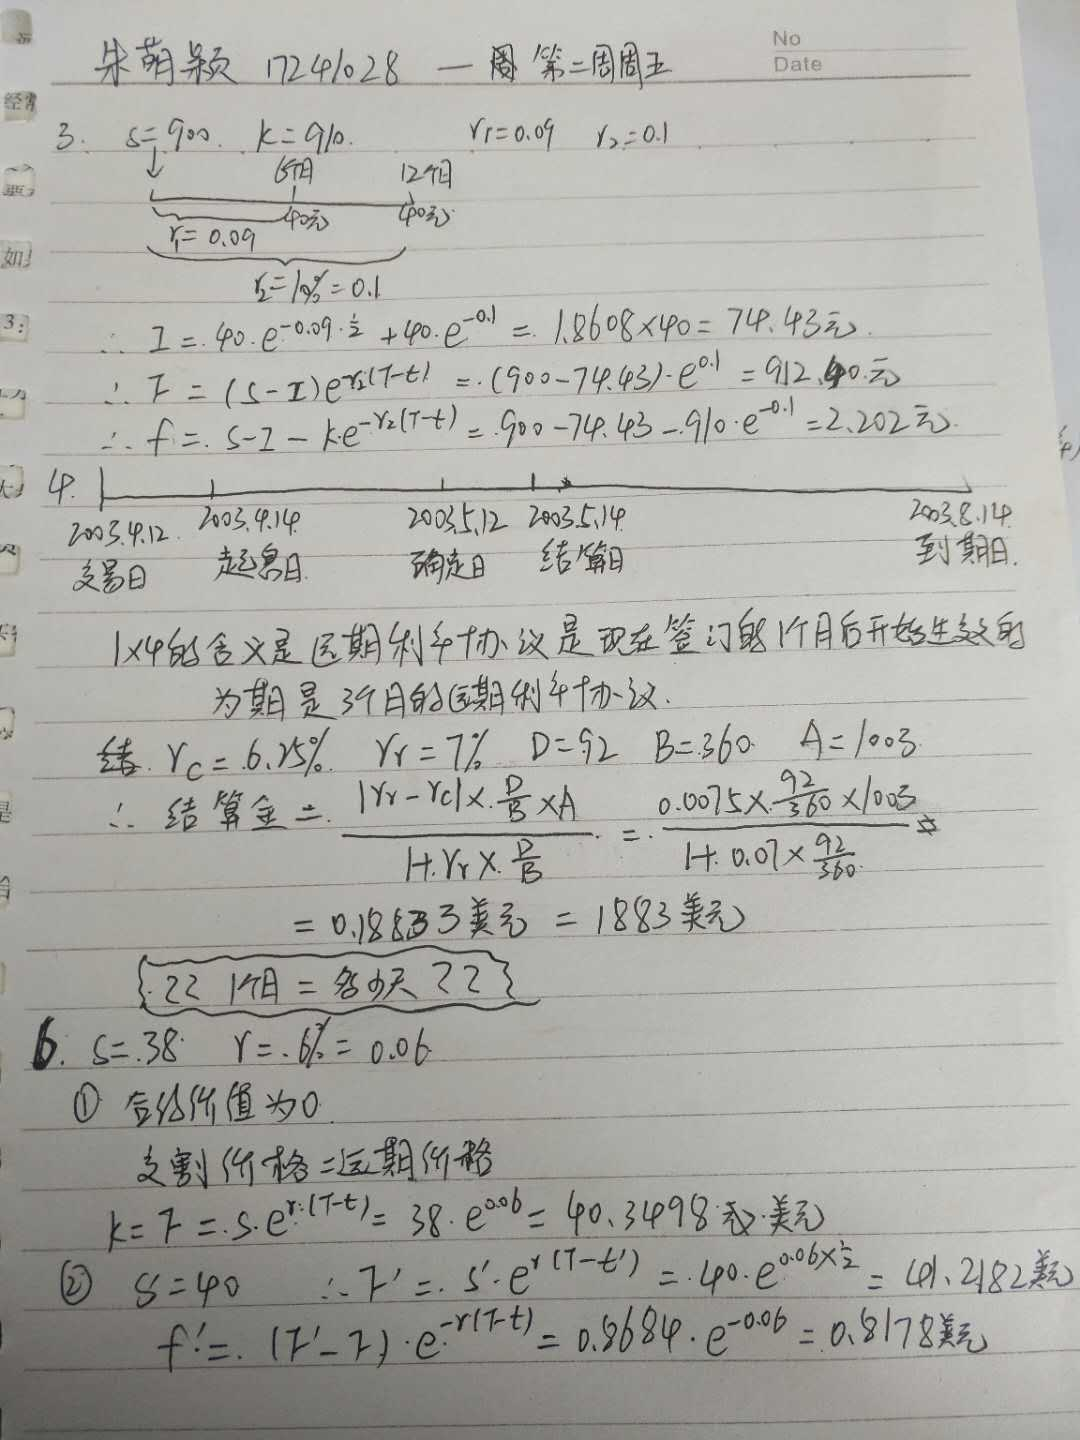 No
Date
朱萌颖 17241028 — 周 第二周周五
3. S=900. K=910. r1=0.09 r2=0.1
6个月 12个月
40元 40元
r1=0.09
r2=10%=0.1
∴ I=40·e^{-0.09·½}+40·e^{-0.1}=1.8608×40=74.43元.
∴ F=(S-I)e^{r2(T-t)}=(900-74.43)·e^{0.1}=912.40元
∴ f=S-I-K·e^{-r2(T-t)}=900-74.43-910·e^{-0.1}=2.202元.
4.
2003.4.12 2003.4.14 2003.5.12 2003.5.14 2003.8.14
交易日 起息日. 确定日 结算日 到期日.
1×4的含义是远期利率协议是现在签订的1个月后开始生效的
为期是3个月的远期利率协议.
rc=6.25% rr=7% D=92 B=360 A=1003
∴ 结算金=|rr-rc|×D/B×A / 1+rr×D/B = 0.0075×92/360×1003 / 1+0.07×92/360
=0.18833美元=1883美元
?? 1个月=多少天 ??
6. S=38 r=6%=0.06
① 合约价值为0
交割价格=远期价格
K=F=S·e^{r·(T-t)}=38·e^{0.06}=40.3498美元
② S=40 ∴F'=S'·e^{r(T-t')}=40·e^{0.06×½}=41.2182美元
f'=(F'-F)·e^{-r(T-t)}=0.8684·e^{-0.06}=0.8178美元